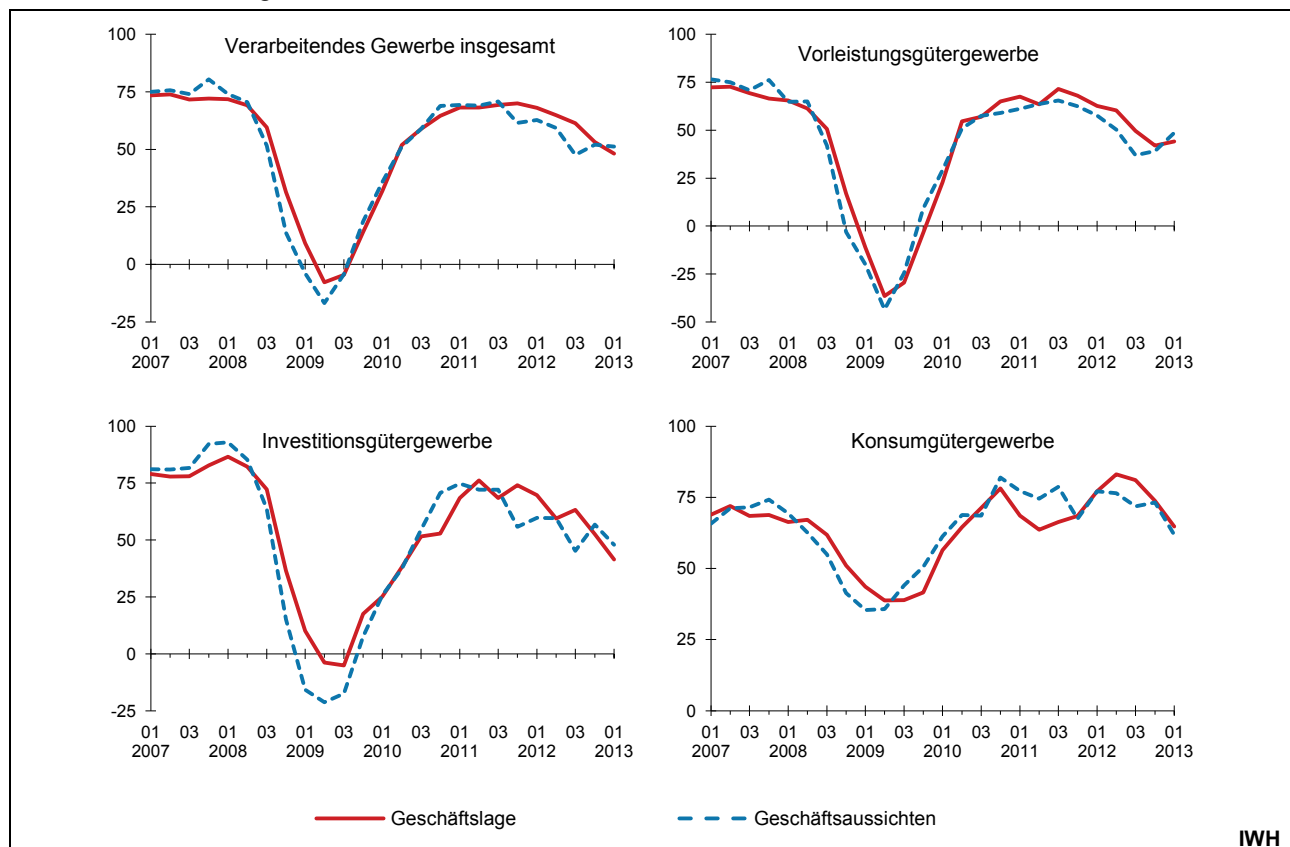 Verarbeitendes Gewerbe insgesamt
100
75
50
25
0
-25
01 03 01 03 01 03 01 03 01 03 01 03 01
2007 2008 2009 2010 2011 2012 2013
Vorleistungsgütergewerbe
100
75
50
25
0
-25
-50
01 03 01 03 01 03 01 03 01 03 01 03 01
2007 2008 2009 2010 2011 2012 2013
Investitionsgütergewerbe
100
75
50
25
0
-25
01 03 01 03 01 03 01 03 01 03 01 03 01
2007 2008 2009 2010 2011 2012 2013
Konsumgütergewerbe
100
75
50
25
0
01 03 01 03 01 03 01 03 01 03 01 03 01
2007 2008 2009 2010 2011 2012 2013
Geschäftslage Geschäftsaussichten
IWH